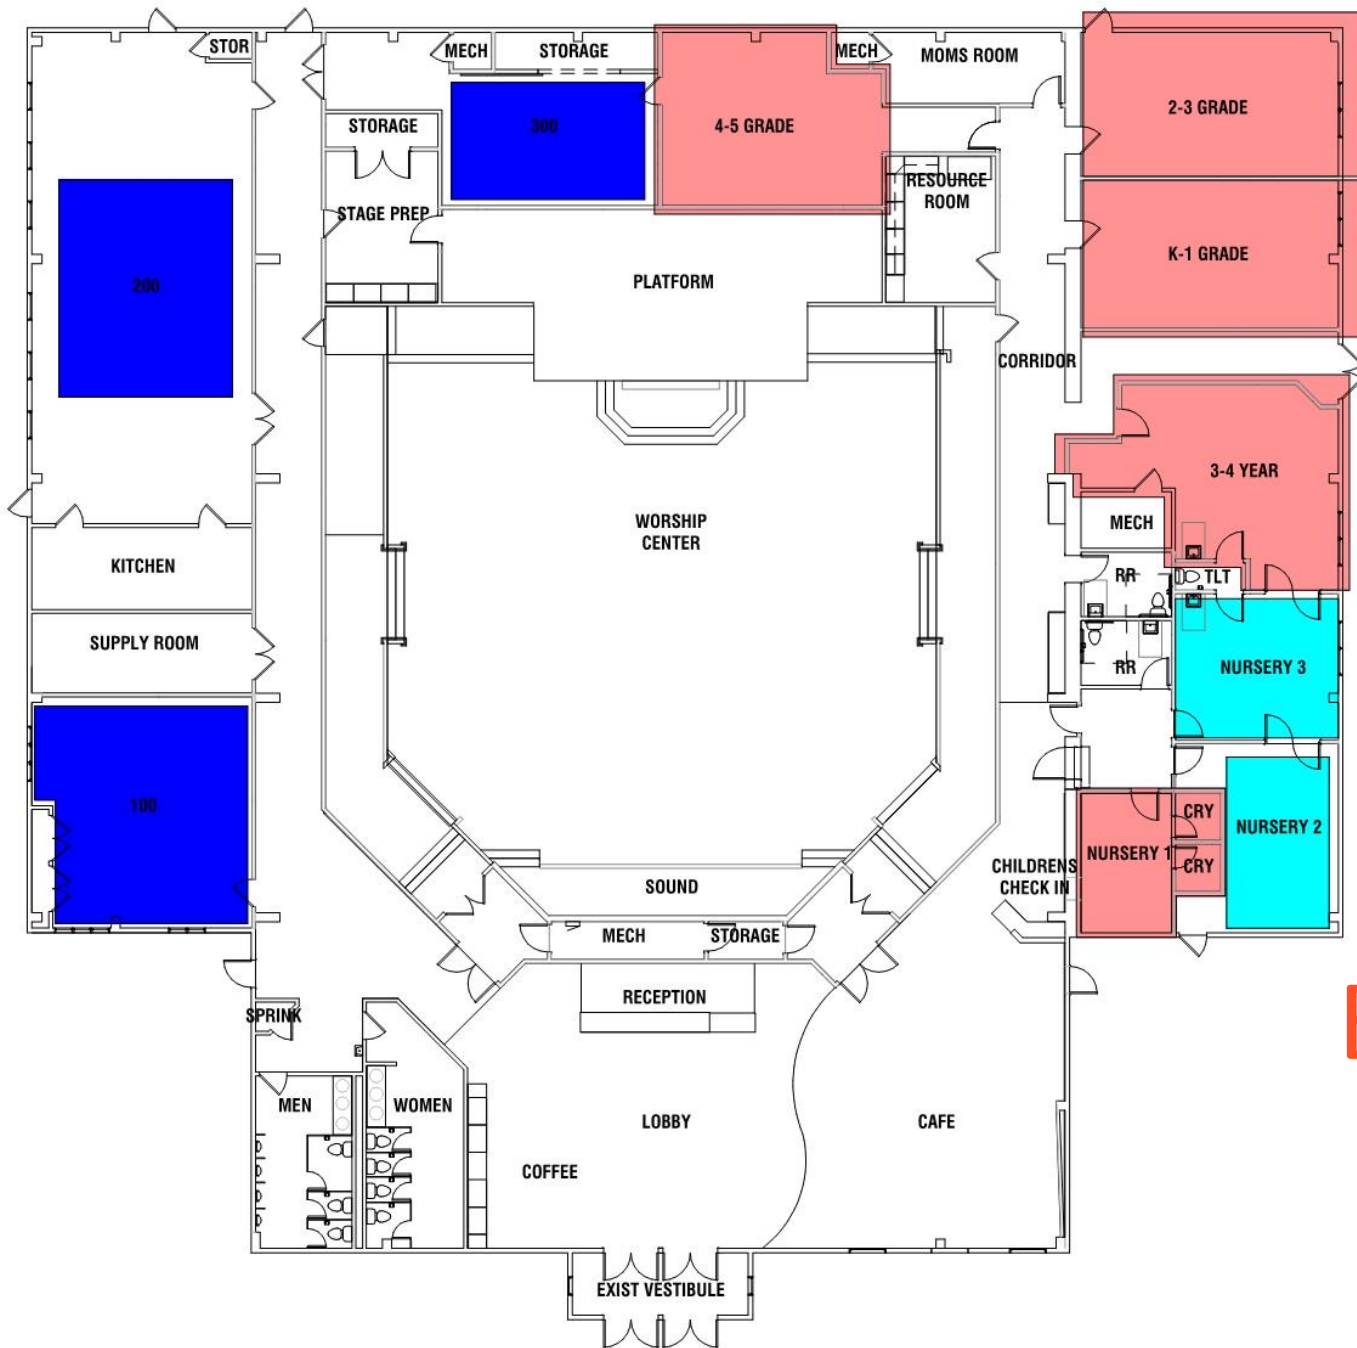 STOR
MECH
STORAGE
MECH
MOMS ROOM
2-3 GRADE
STORAGE
300
4-5 GRADE
RESOURCE
ROOM
STAGE PREP
K-1 GRADE
200
PLATFORM
CORRIDOR
3-4 YEAR
WORSHIP
CENTER
MECH
KITCHEN
RR
TLT
SUPPLY ROOM
RR
NURSERY 3
100
CRY
NURSERY 2
NURSERY 1
CRY
CHILDRENS
CHECK IN
SOUND
MECH
STORAGE
RECEPTION
SPRINK
MEN
WOMEN
LOBBY
CAFE
COFFEE
EXIST VESTIBULE